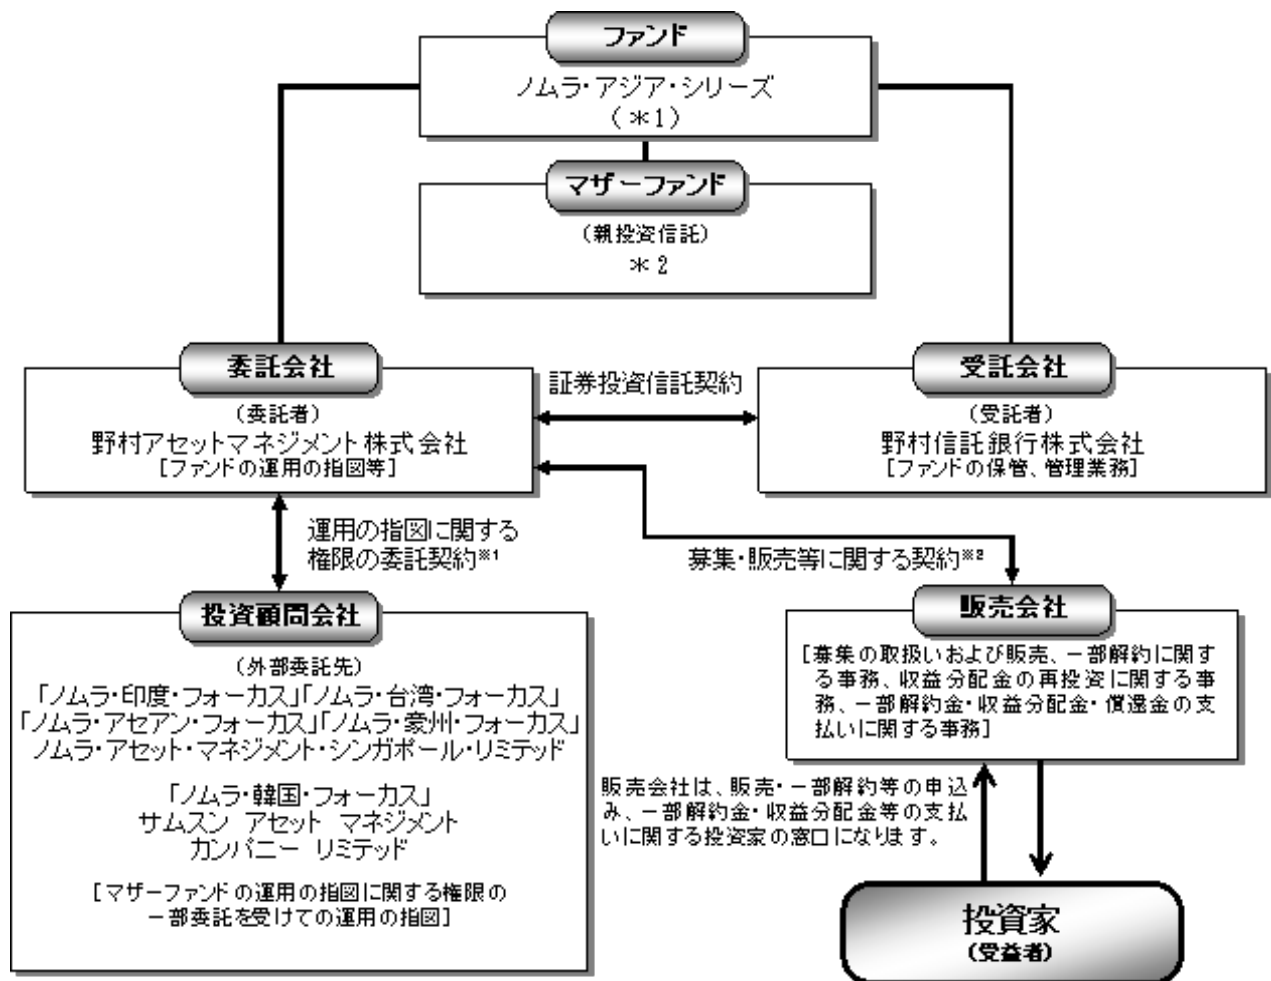 ファンド
ノムラ・アジア・シリーズ
(＊1)
マザーファンド
(親投資信託)
＊2
委託会社
(委託者)
野村アセットマネジメント株式会社
[ファンドの運用の指図等]
証券投資信託契約
受託会社
(受託者)
野村信託銀行株式会社
[ファンドの保管、管理業務]
運用の指図に関する
権限の委託契約※1
募集・販売等に関する契約※2
投資顧問会社
(外部委託先)
「ノムラ・印度・フォーカス」「ノムラ・台湾・フォーカス」
「ノムラ・アセアン・フォーカス」「ノムラ・豪州・フォーカス」
ノムラ・アセット・マネジメント・シンガポール・リミテッド
「ノムラ・韓国・フォーカス」
サムスン アセット マネジメント
カンパニー リミテッド
[マザーファンドの運用の指図に関する権限の
一部委託を受けての運用の指図]
販売会社
[募集の取扱いおよび販売、一部解約に関す
る事務、収益分配金の再投資に関する事
務、一部解約金・収益分配金・償還金の支
払いに関する事務]
販売会社は、販売・一部解約等の申込
み、一部解約金・収益分配金等の支払
いに関する投資家の窓口になります。
投資家
(受益者)